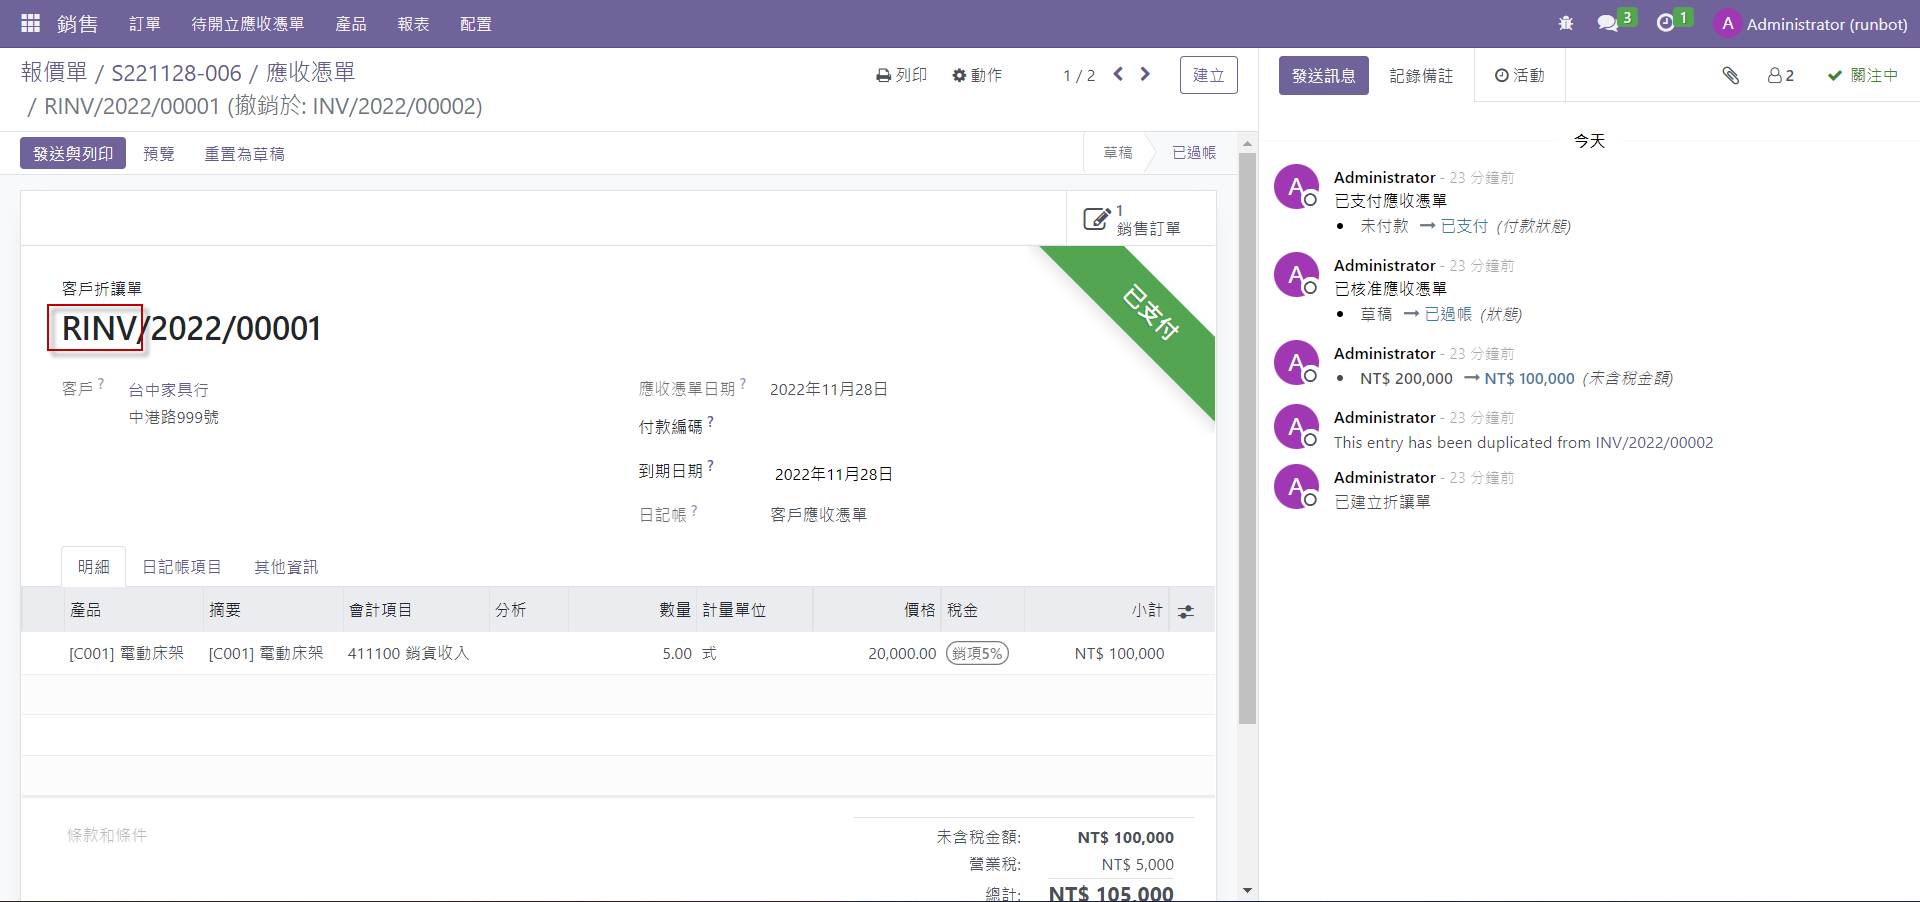 銷售 訂單 待開立應收憑單 產品 報表 配置 3 1 A Administrator (runbot)
報價單 / S221128-006 / 應收憑單
/ RINV/2022/00001 (撤銷於: INV/2022/00002)
列印 動作 1 / 2 建立
發送與列印 預覽 重置為草稿 草稿 已過帳
1
銷售訂單
已支付
客戶折讓單
RINV/2022/00001
客戶 ? 台中家具行
中港路999號
應收憑單日期 ? 2022年11月28日
付款編碼 ?
到期日期 ? 2022年11月28日
日記帳 ? 客戶應收憑單
明細 日記帳項目 其他資訊
產品 摘要 會計項目 分析 數量 計量單位 價格 稅金 小計
[C001] 電動床架 [C001] 電動床架 411100 銷貨收入 5.00 式 20,000.00 銷項5% NT$ 100,000
條款和條件
未含稅金額: NT$ 100,000
營業稅: NT$ 5,000
總計: NT$ 105,000
發送訊息 記錄備註 活動 2 關注中
今天
A Administrator - 23 分鐘前
已支付應收憑單
• 未付款 → 已支付 (付款狀態)
A Administrator - 23 分鐘前
已核准應收憑單
• 草稿 → 已過帳 (狀態)
A Administrator - 23 分鐘前
• NT$ 200,000 → NT$ 100,000 (未含稅金額)
A Administrator - 23 分鐘前
This entry has been duplicated from INV/2022/00002
A Administrator - 23 分鐘前
已建立折讓單